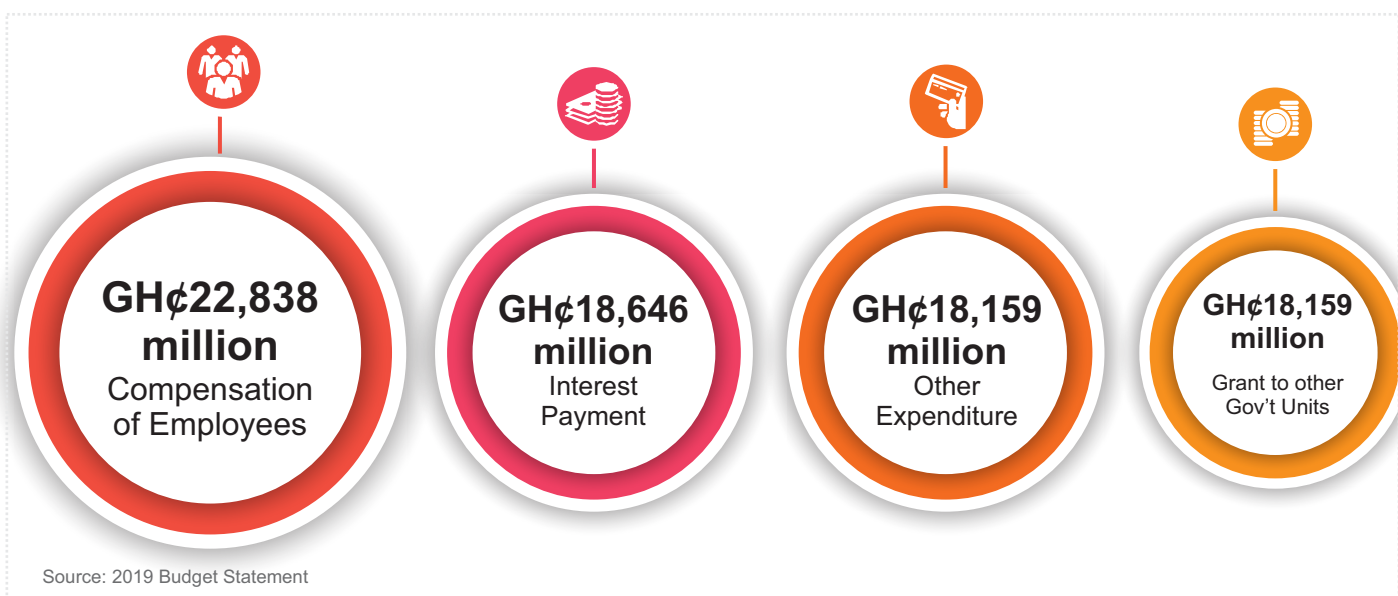 GH₵22,838
million
Compensation
of Employees
GH₵18,646
million
Interest
Payment
GH₵18,159
million
Other
Expenditure
GH₵18,159
million
Grant to other
Gov’t Units
Source: 2019 Budget Statement